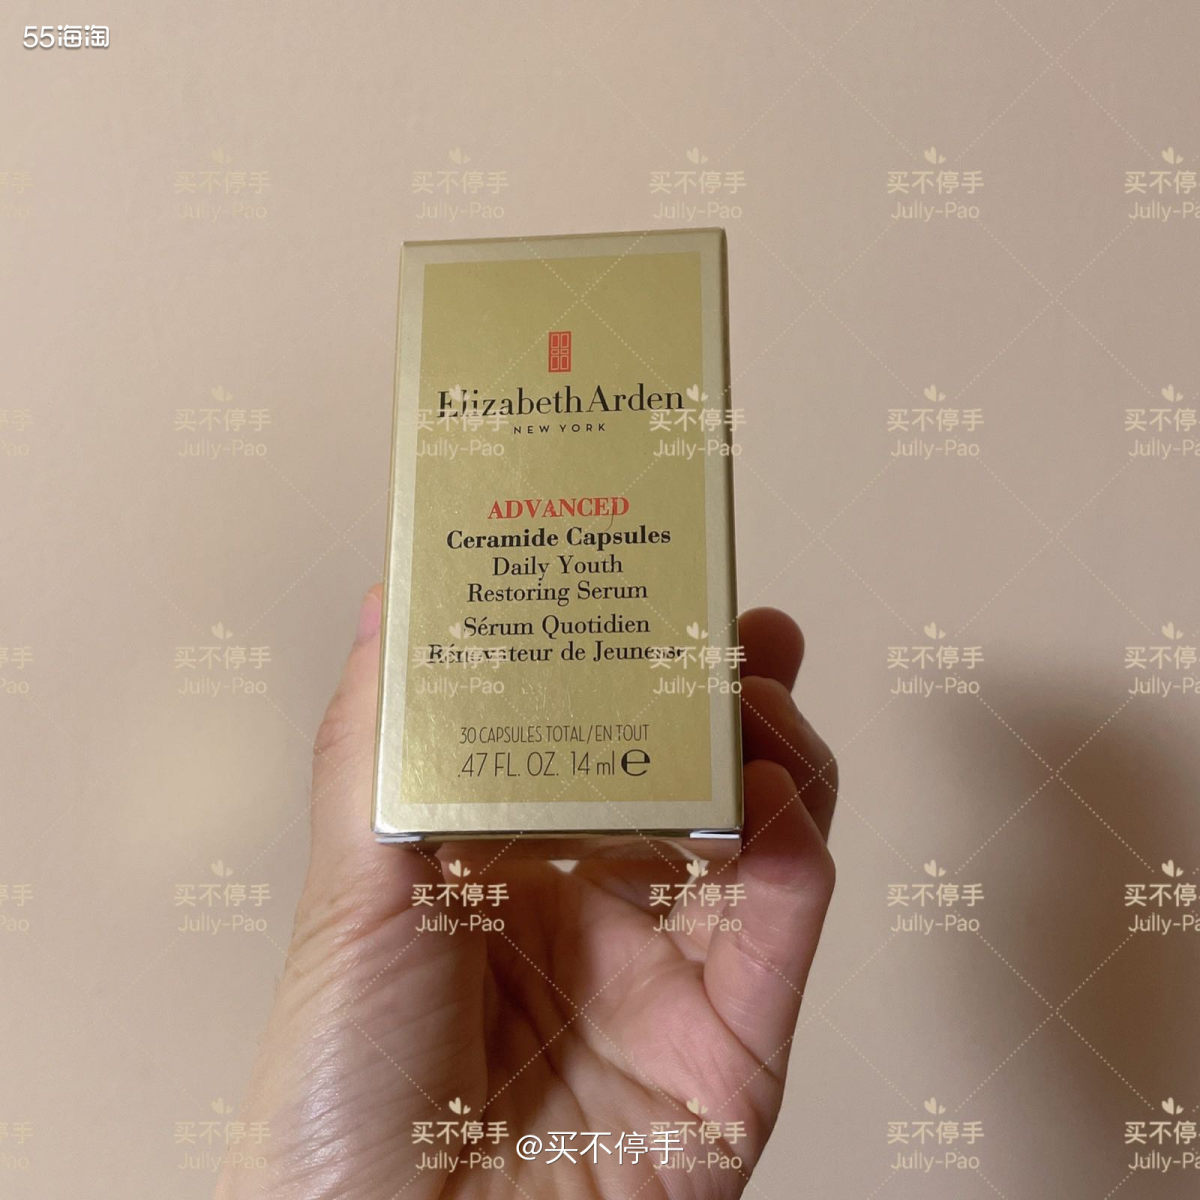 55海淘
ElizabethArden
NEW YORK
ADVANCED
Ceramide Capsules
Daily Youth
Restoring Serum
Sérum Quotidien
Rénovateur de Jeunesse
30 CAPSULES TOTAL/EN TOUT
.47 FL. OZ. 14 ml e
买不停手
Jully-Pao
@买不停手